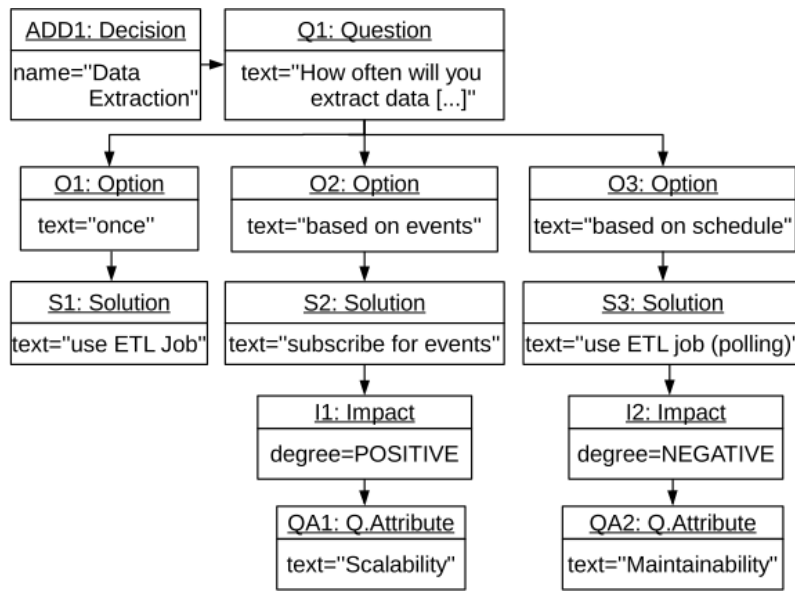 ADD1: Decision
name="Data
Extraction"
Q1: Question
text="How often will you
extract data [...]"
O1: Option
text="once"
O2: Option
text="based on events"
O3: Option
text="based on schedule"
S1: Solution
text="use ETL Job"
S2: Solution
text="subscribe for events"
S3: Solution
text="use ETL job (polling)"
I1: Impact
degree=POSITIVE
I2: Impact
degree=NEGATIVE
QA1: Q.Attribute
text="Scalability"
QA2: Q.Attribute
text="Maintainability"